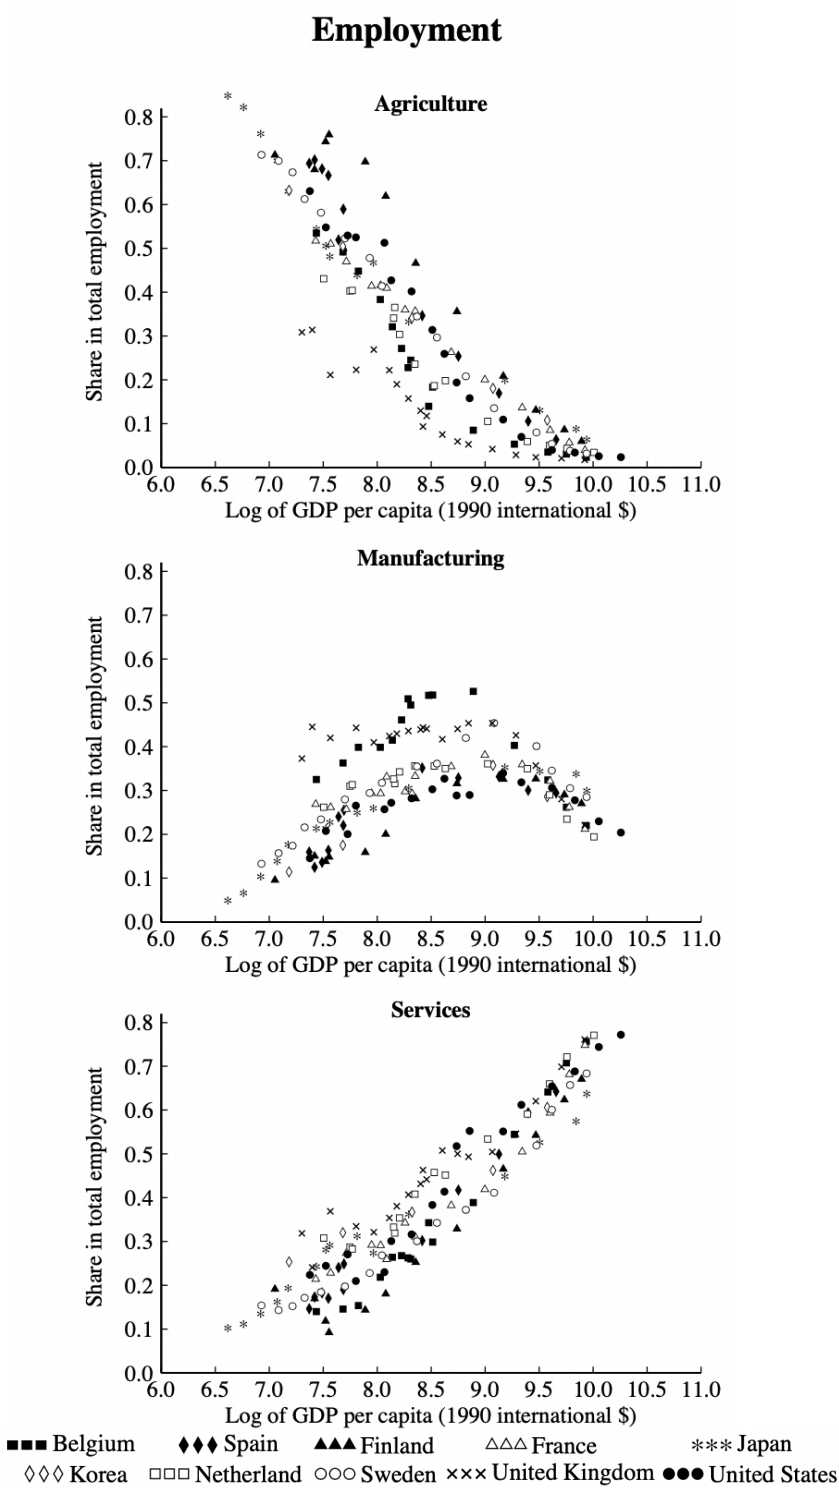 Employment
Agriculture
Share in total employment
0.8
0.7
0.6
0.5
0.4
0.3
0.2
0.1
0.0
6.0 6.5 7.0 7.5 8.0 8.5 9.0 9.5 10.0 10.5 11.0
Log of GDP per capita (1990 international $)
Manufacturing
Share in total employment
0.8
0.7
0.6
0.5
0.4
0.3
0.2
0.1
0.0
6.0 6.5 7.0 7.5 8.0 8.5 9.0 9.5 10.0 10.5 11.0
Log of GDP per capita (1990 international $)
Services
Share in total employment
0.8
0.7
0.6
0.5
0.4
0.3
0.2
0.1
0.0
6.0 6.5 7.0 7.5 8.0 8.5 9.0 9.5 10.0 10.5 11.0
Log of GDP per capita (1990 international $)
Belgium Spain Finland France Japan
Korea Netherland Sweden United Kingdom United States